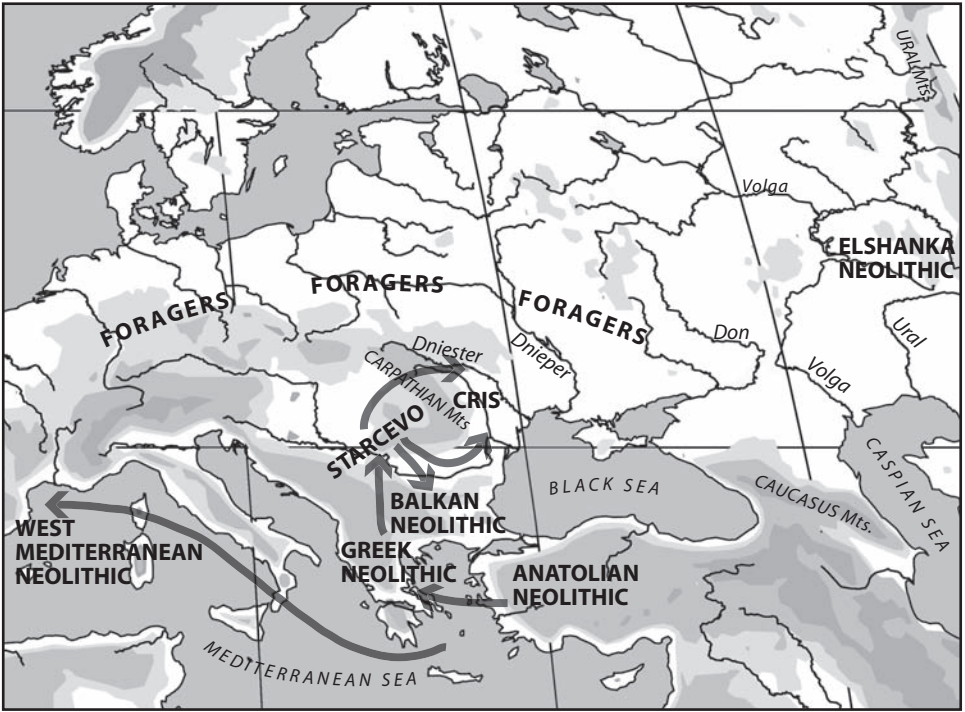 URAL Mts.
Volga
ELSHANKA
NEOLITHIC
FORAGERS
FORAGERS
FORAGERS
Dniester
Dnieper
Don
Ural
Volga
CARPATHIAN Mts
CRIS
STARCEVO
CASPIAN SEA
BLACK SEA
CAUCASUS Mts.
BALKAN
NEOLITHIC
WEST
MEDITERRANEAN
NEOLITHIC
GREEK
NEOLITHIC
ANATOLIAN
NEOLITHIC
MEDITERRANEAN SEA